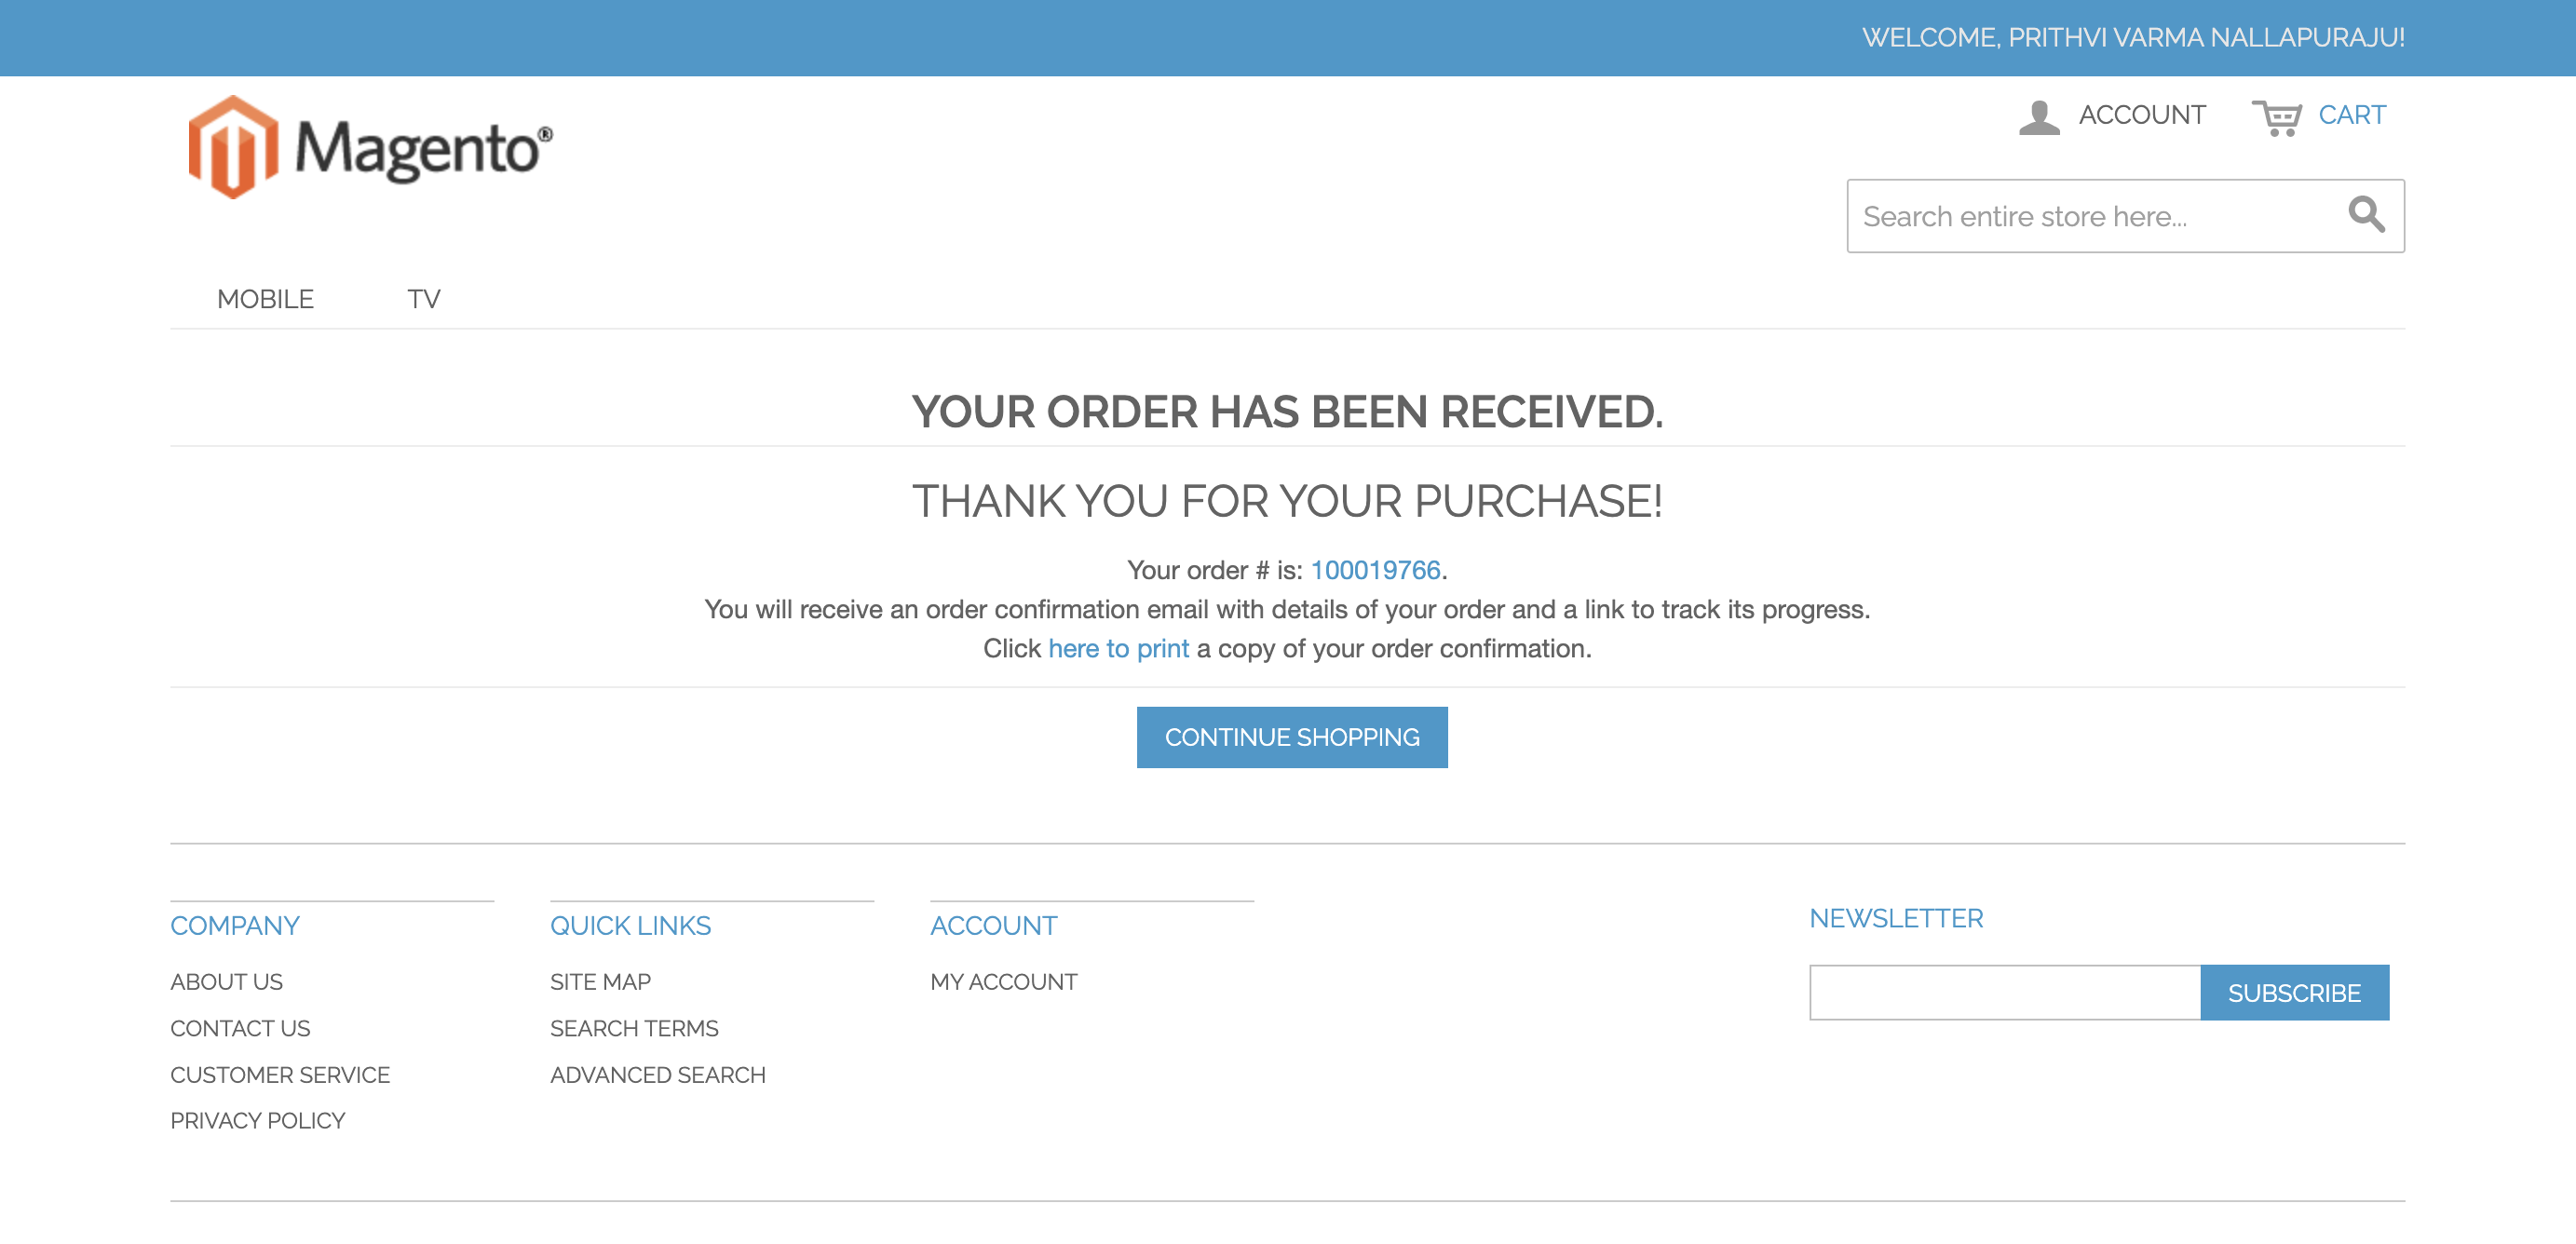 WELCOME, PRITHVI VARMA NALLAPURAJU!
Magento®
ACCOUNT
CART
Search entire store here...
MOBILE
TV
YOUR ORDER HAS BEEN RECEIVED.
THANK YOU FOR YOUR PURCHASE!
Your order # is: 100019766.
You will receive an order confirmation email with details of your order and a link to track its progress.
Click here to print a copy of your order confirmation.
CONTINUE SHOPPING
COMPANY
ABOUT US
CONTACT US
CUSTOMER SERVICE
PRIVACY POLICY
QUICK LINKS
SITE MAP
SEARCH TERMS
ADVANCED SEARCH
ACCOUNT
MY ACCOUNT
NEWSLETTER
SUBSCRIBE